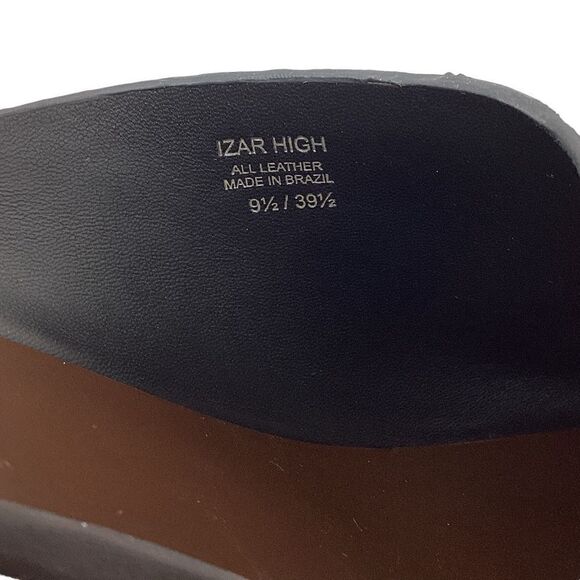 IZAR HIGH
ALL LEATHER
MADE IN BRAZIL
9½ / 39½